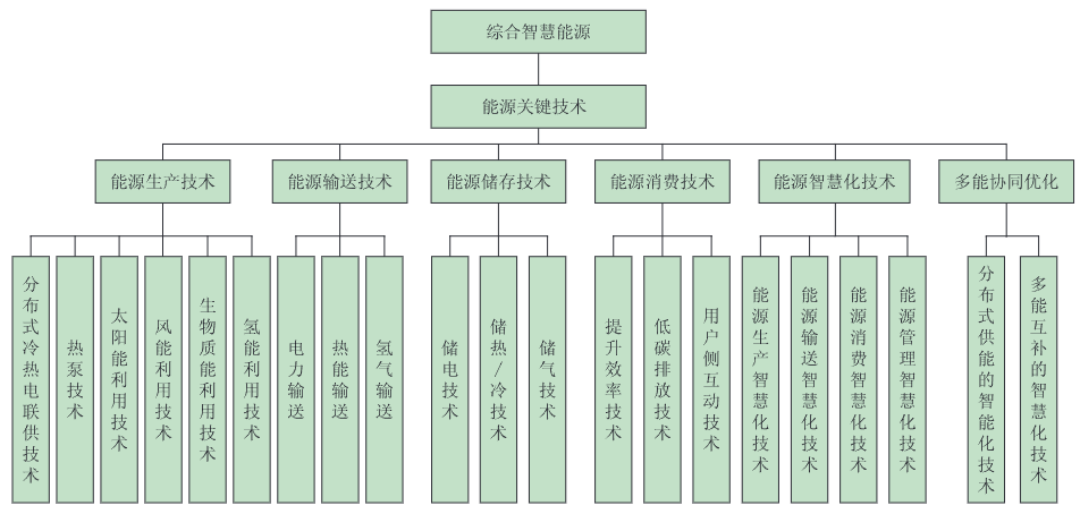 综合智慧能源
能源关键技术
能源生产技术
能源输送技术
能源储存技术
能源消费技术
能源智慧化技术
多能协同优化
分布式冷热电联供技术
热泵技术
太阳能利用技术
风能利用技术
生物质能利用技术
氢能利用技术
电力输送
热能输送
氢气输送
储电技术
储热/冷技术
储气技术
提升效率技术
低碳排放技术
用户侧互动技术
能源生产智慧化技术
能源输送智慧化技术
能源消费智慧化技术
能源管理智慧化技术
分布式供能的智能化技术
多能互补的智慧化技术